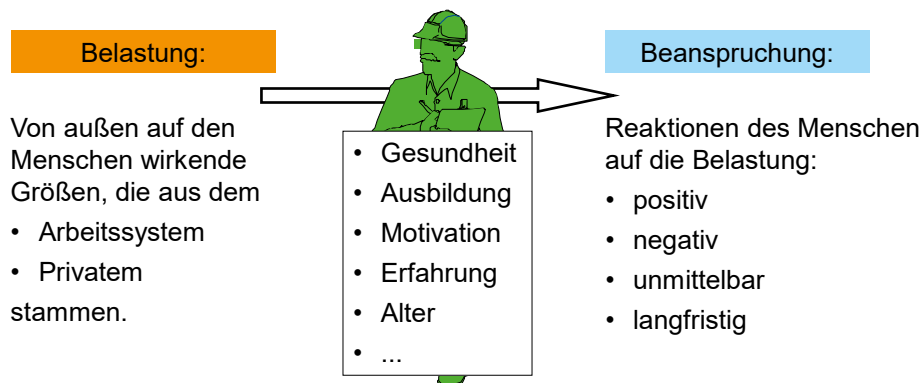 Belastung:
Von außen auf den
Menschen wirkende
Größen, die aus dem
• Arbeitssystem
• Privatem
stammen.
• Gesundheit
• Ausbildung
• Motivation
• Erfahrung
• Alter
• ...
Beanspruchung:
Reaktionen des Menschen
auf die Belastung:
• positiv
• negativ
• unmittelbar
• langfristig